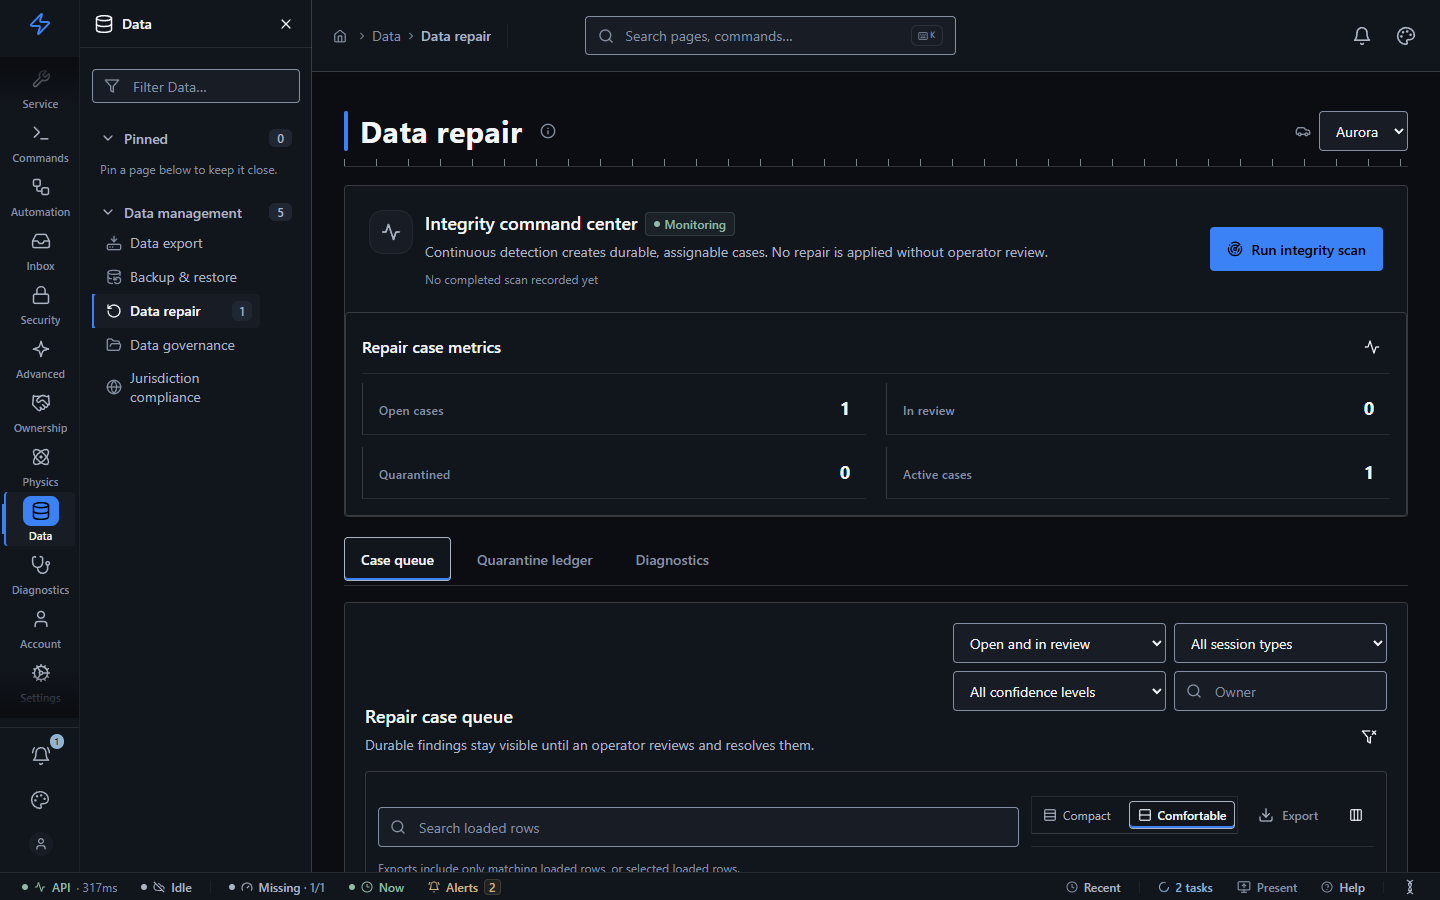 Data
Data
Data repair
Search pages, commands...
K
Service
Commands
Automation
Inbox
Security
Advanced
Ownership
Physics
Data
Diagnostics
Account
Settings
1
Filter Data...
Pinned
0
Pin a page below to keep it close.
Data management
5
Data export
Backup & restore
Data repair
1
Data governance
Jurisdiction
compliance
Data repair
Aurora
Integrity command center
Monitoring
Continuous detection creates durable, assignable cases. No repair is applied without operator review.
No completed scan recorded yet
Run integrity scan
Repair case metrics
Open cases
1
In review
0
Quarantined
0
Active cases
1
Case queue
Quarantine ledger
Diagnostics
Open and in review
All session types
All confidence levels
Owner
Repair case queue
Durable findings stay visible until an operator reviews and resolves them.
Search loaded rows
Compact
Comfortable
Export
Exports include only matching loaded rows, or selected loaded rows.
API · 317ms
Idle
Missing · 1/1
Now
Alerts 2
Recent
2 tasks
Present
Help